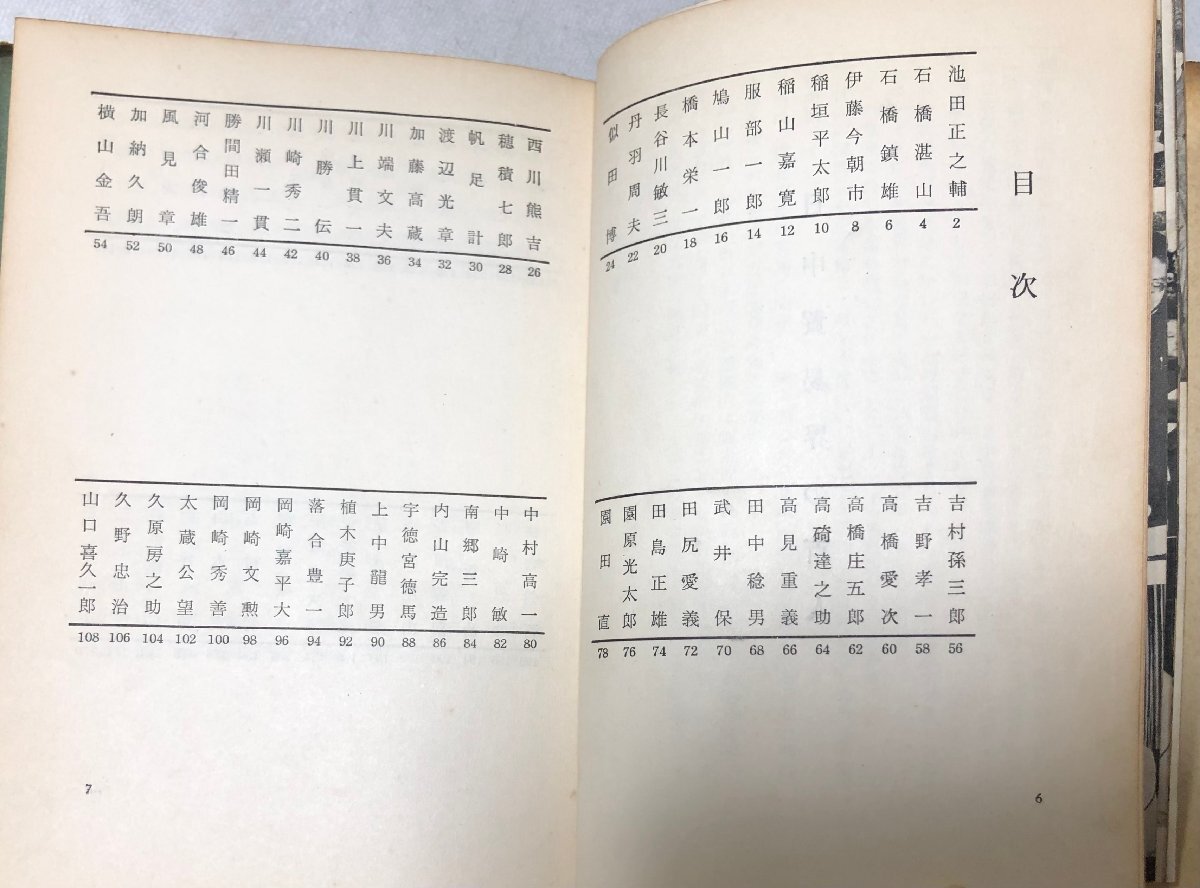 目次
池田正之輔 2
石橋湛山 4
石橋鎮雄 6
伊藤今朝市 8
稲垣平太郎 10
稲山嘉寛 12
服部一郎 14
鳩山一郎 16
橋本栄一 18
長谷川敏三 20
丹羽周夫 22
似田博 24
吉村孫三郎 56
吉野孝一 58
高橋愛次 60
高橋庄五郎 62
高碕達之助 64
高見重義 66
田中稔男 68
武井保 70
田尻愛義 72
田鳥正雄 74
園原光太郎 76
園田直 78
6
西川熊吉 26
穂積七郎 28
帆足計 30
渡辺光章 32
加藤高蔵 34
川端文夫 36
川上貫一 38
川勝伝 40
川崎秀二 42
川瀬一貫 44
勝間田精一 46
河合俊雄 48
風見章 50
加納久朗 52
横山金吾 54
中村高一 80
中崎敏 82
南郷三郎 84
内山完造 86
宇徳宮徳馬 88
上中龍男 90
植木庚子郎 92
落合豊一 94
岡崎嘉平大 96
岡崎文勲 98
岡崎秀善 100
太蔵公望 102
久原房之助 104
久野忠治 106
山口喜久一郎 108
7